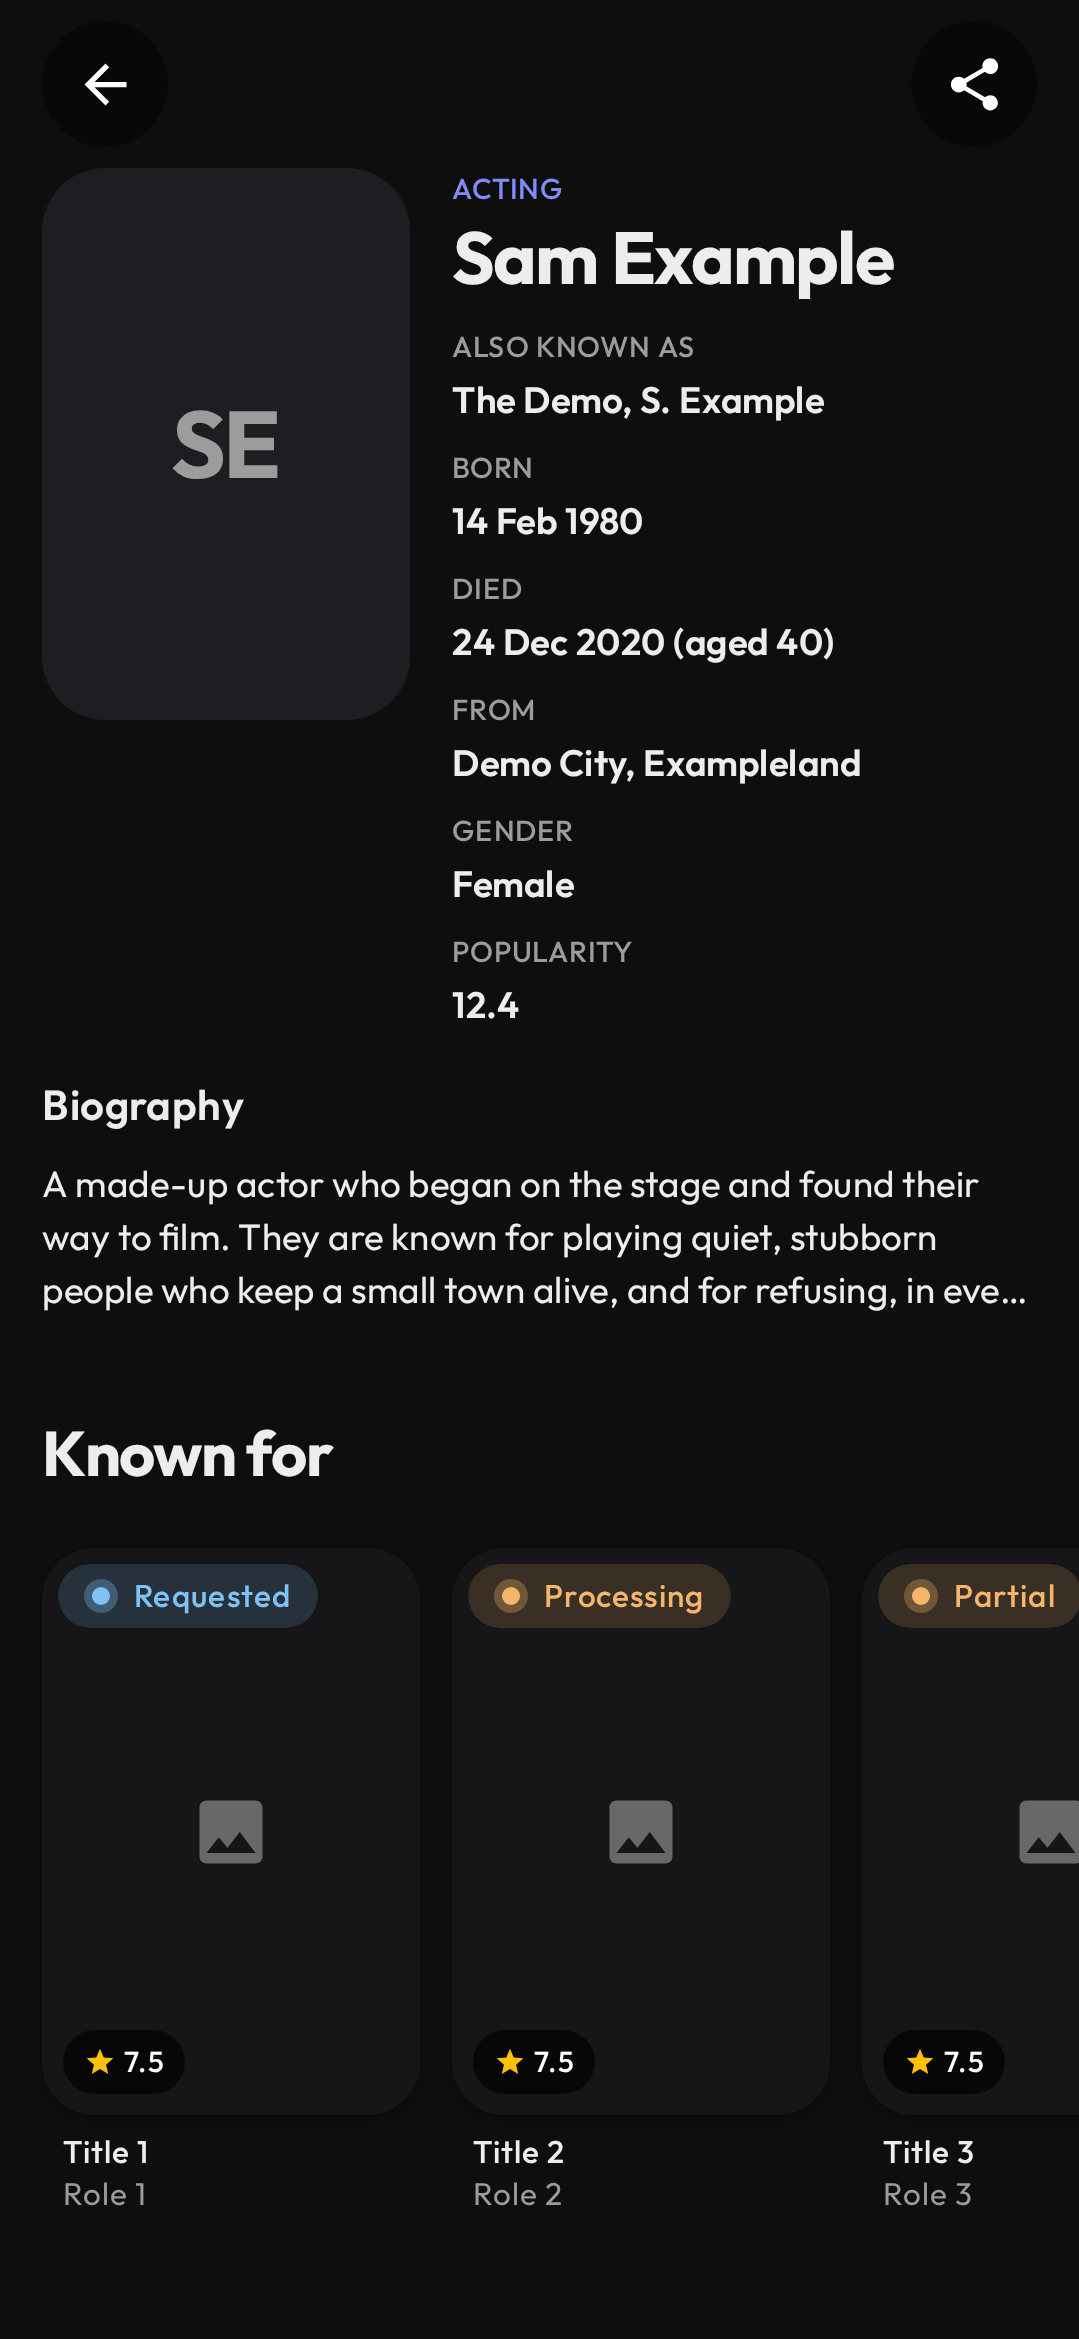 ACTING
Sam Example
SE
ALSO KNOWN AS
The Demo, S. Example
BORN
14 Feb 1980
DIED
24 Dec 2020 (aged 40)
FROM
Demo City, Exampleland
GENDER
Female
POPULARITY
12.4
Biography
A made-up actor who began on the stage and found their
way to film. They are known for playing quiet, stubborn
people who keep a small town alive, and for refusing, in eve…
Known for
Requested
Processing
Partial
7.5
7.5
7.5
Title 1
Title 2
Title 3
Role 1
Role 2
Role 3